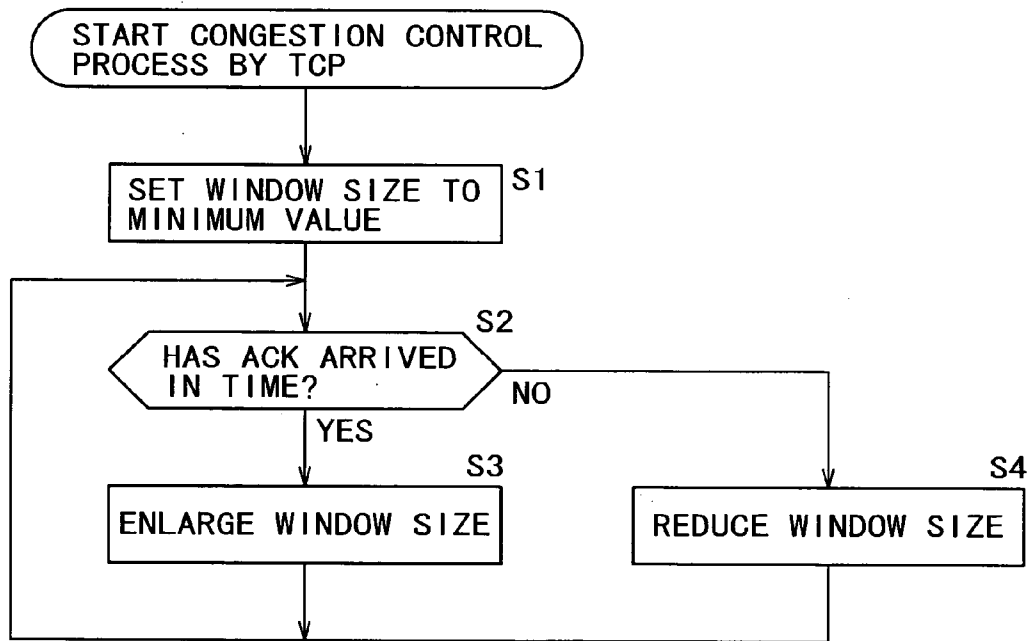 START CONGESTION CONTROL
PROCESS BY TCP
SET WINDOW SIZE TO
MINIMUM VALUE
S1
S2
HAS ACK ARRIVED
IN TIME?
NO
YES
S3
ENLARGE WINDOW SIZE
S4
REDUCE WINDOW SIZE